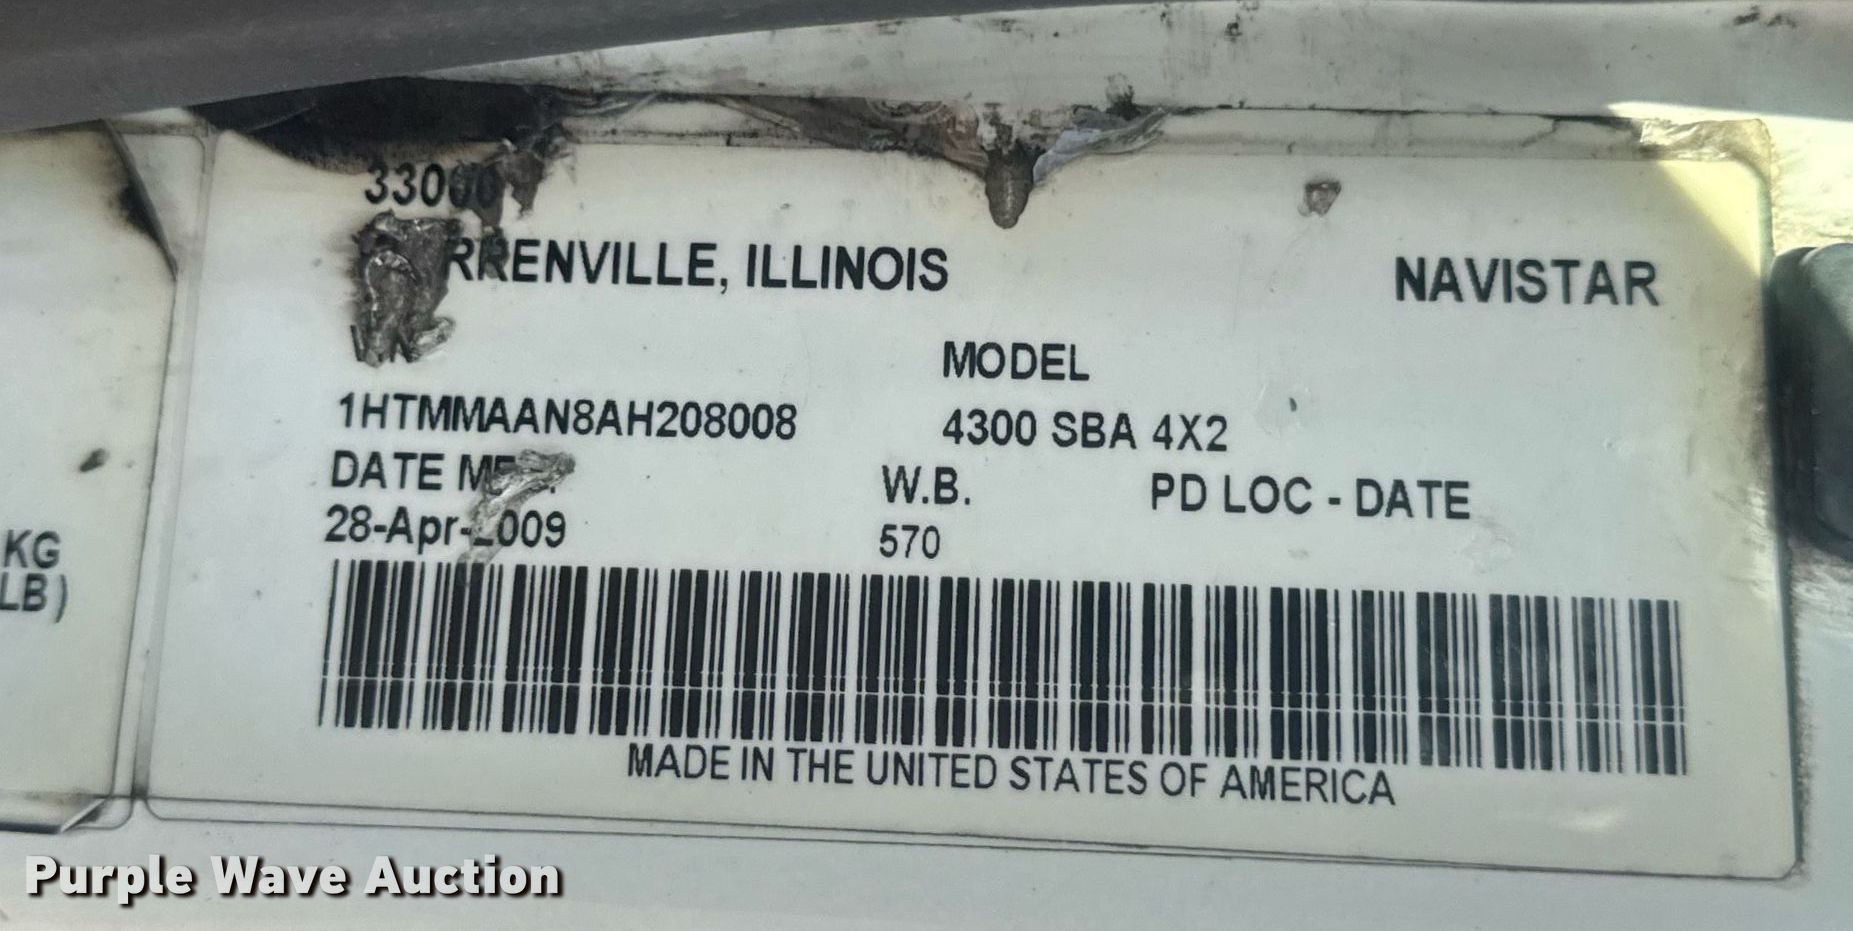 33000
RRENVILLE, ILLINOIS NAVISTAR
MODEL
1HTMMAAN8AH208008 4300 SBA 4X2
DATE W.B. PD LOC - DATE
28-Apr-2009 570
KG
LB)
MADE IN THE UNITED STATES OF AMERICA
Purple Wave Auction